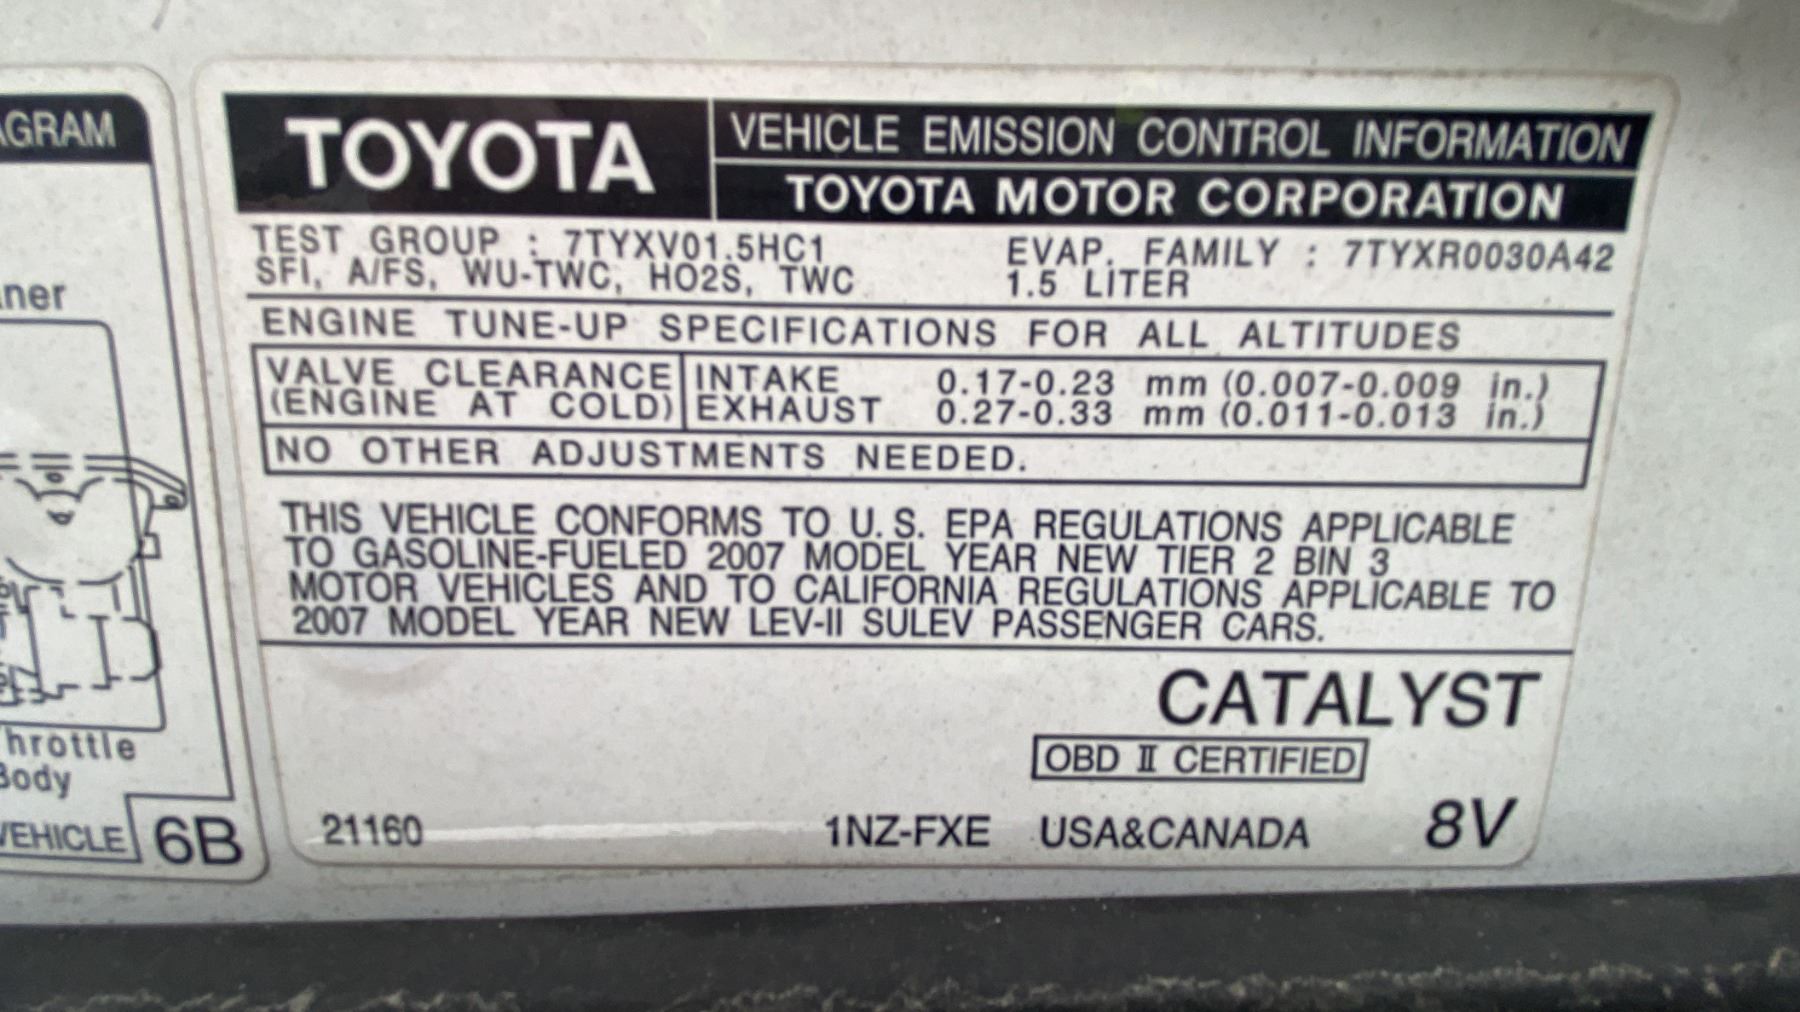 AGRAM
ner
hrottle
Body
VEHICLE 6B
TOYOTA
VEHICLE EMISSION CONTROL INFORMATION
TOYOTA MOTOR CORPORATION
TEST GROUP : 7TYXV01.5HC1 EVAP. FAMILY : 7TYXR0030A42
SFI, A/FS, WU-TWC, HO2S, TWC 1.5 LITER
ENGINE TUNE-UP SPECIFICATIONS FOR ALL ALTITUDES
VALVE CLEARANCE INTAKE 0.17-0.23 mm (0.007-0.009 in.)
(ENGINE AT COLD) EXHAUST 0.27-0.33 mm (0.011-0.013 in.)
NO OTHER ADJUSTMENTS NEEDED.
THIS VEHICLE CONFORMS TO U.S. EPA REGULATIONS APPLICABLE
TO GASOLINE-FUELED 2007 MODEL YEAR NEW TIER 2 BIN 3
MOTOR VEHICLES AND TO CALIFORNIA REGULATIONS APPLICABLE TO
2007 MODEL YEAR NEW LEV-II SULEV PASSENGER CARS.
CATALYST
OBD II CERTIFIED
21160 1NZ-FXE USA&CANADA 8V